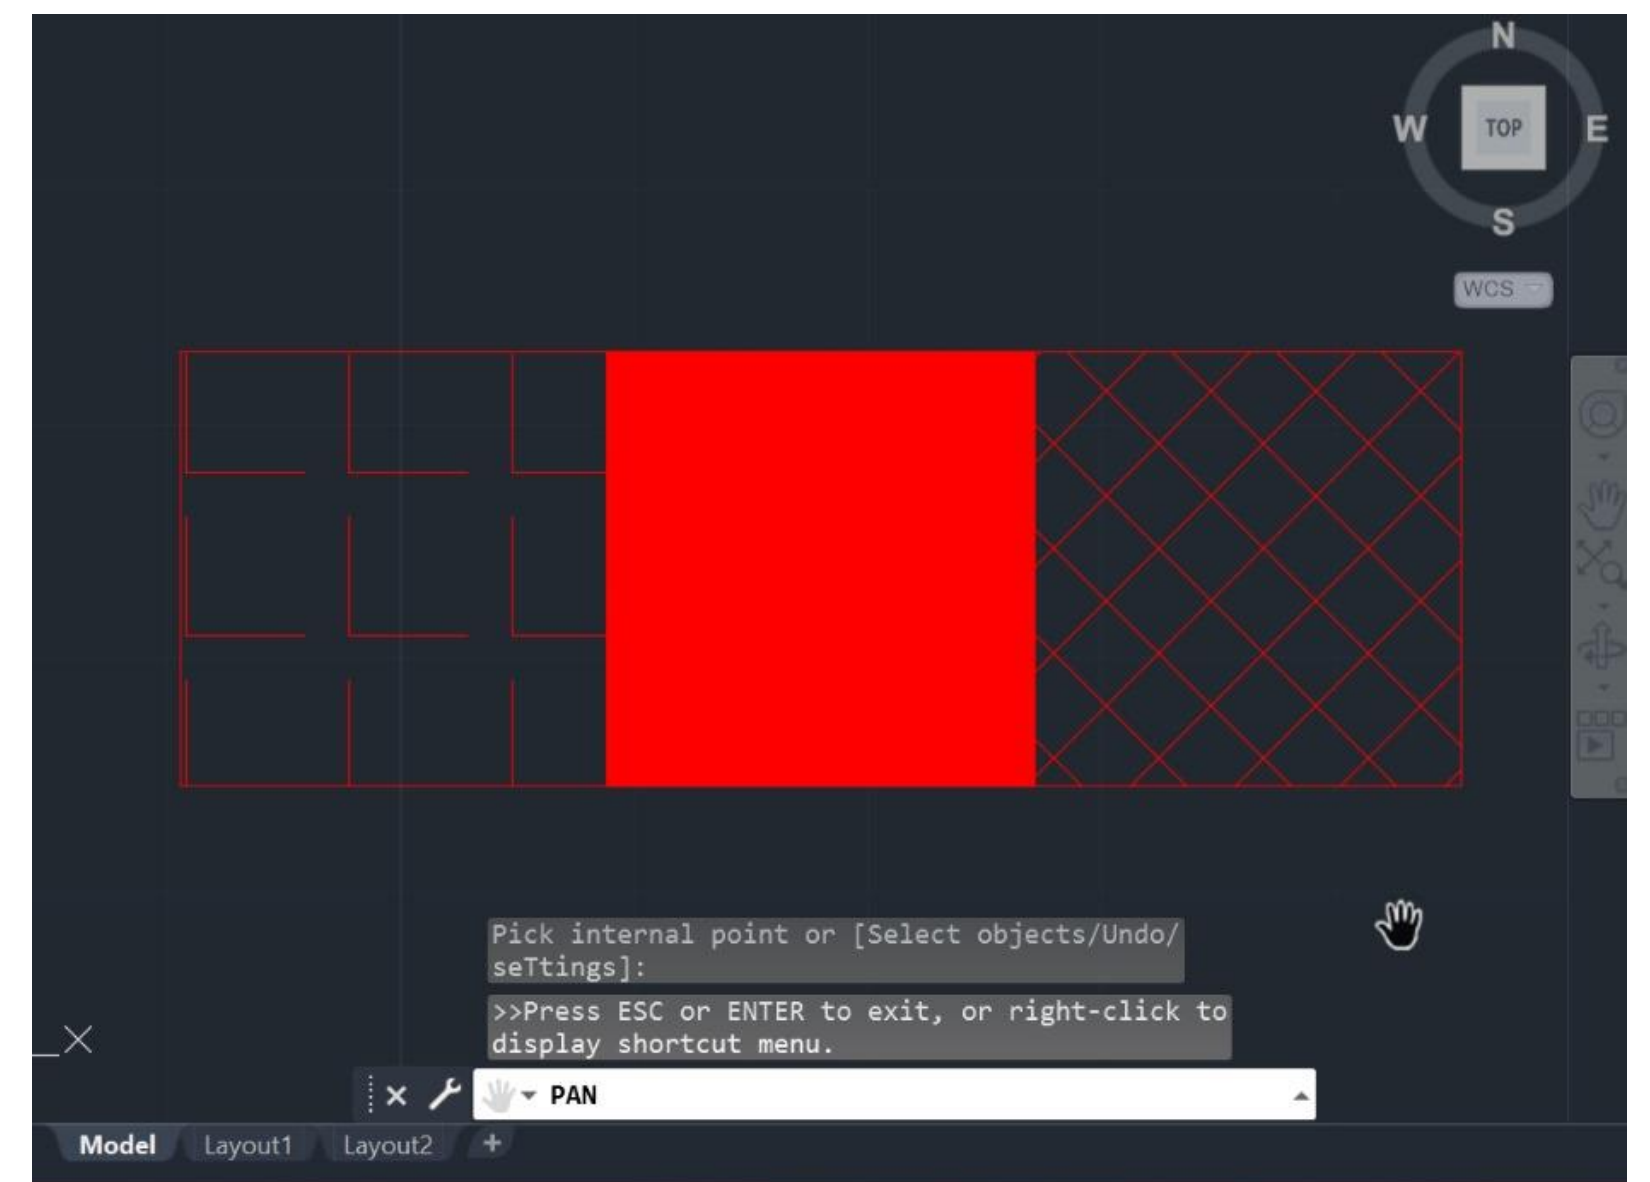 N
W
TOP
E
S
WCS
Pick internal point or [Select objects/Undo/
seTtings]:
>>Press ESC or ENTER to exit, or right-click to
display shortcut menu.
X
PAN
Model
Layout1
Layout2
+